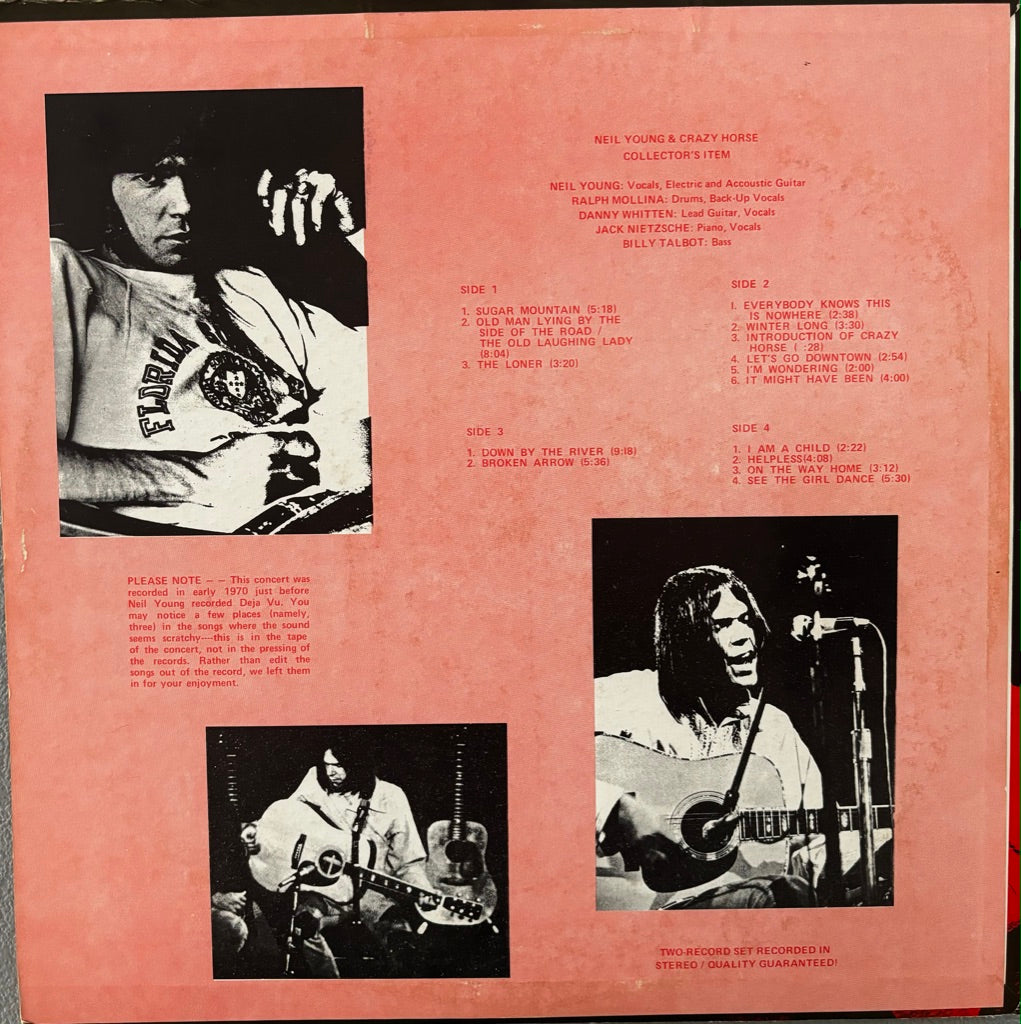 NEIL YOUNG & CRAZY HORSE
COLLECTOR'S ITEM
NEIL YOUNG: Vocals, Electric and Accoustic Guitar
RALPH MOLLINA: Drums, Back-Up Vocals
DANNY WHITTEN: Lead Guitar, Vocals
JACK NIETZSCHE: Piano, Vocals
BILLY TALBOT: Bass
SIDE 1
1. SUGAR MOUNTAIN (5:18)
2. OLD MAN LYING BY THE
SIDE OF THE ROAD /
THE OLD LAUGHING LADY
(8:04)
3. THE LONER (3:20)
SIDE 2
I. EVERYBODY KNOWS THIS
IS NOWHERE (2:38)
2. WINTER LONG (3:30)
3. INTRODUCTION OF CRAZY
HORSE ( :28)
4. LET'S GO DOWNTOWN (2:54)
5. I'M WONDERING (2:00)
6. IT MIGHT HAVE BEEN (4:00)
SIDE 3
1. DOWN BY THE RIVER (9:18)
2. BROKEN ARROW (5:36)
SIDE 4
1. I AM A CHILD (2:22)
2. HELPLESS(4:08)
3. ON THE WAY HOME (3:12)
4. SEE THE GIRL DANCE (5:30)
FLORIDA
PLEASE NOTE — — This concert was
recorded in early 1970 just before
Neil Young recorded Deja Vu. You
may notice a few places (namely,
three) in the songs where the sound
seems scratchy----this is in the tape
of the concert, not in the pressing of
the records. Rather than edit the
songs out of the record, we left them
in for your enjoyment.
TWO-RECORD SET RECORDED IN
STEREO / QUALITY GUARANTEED!